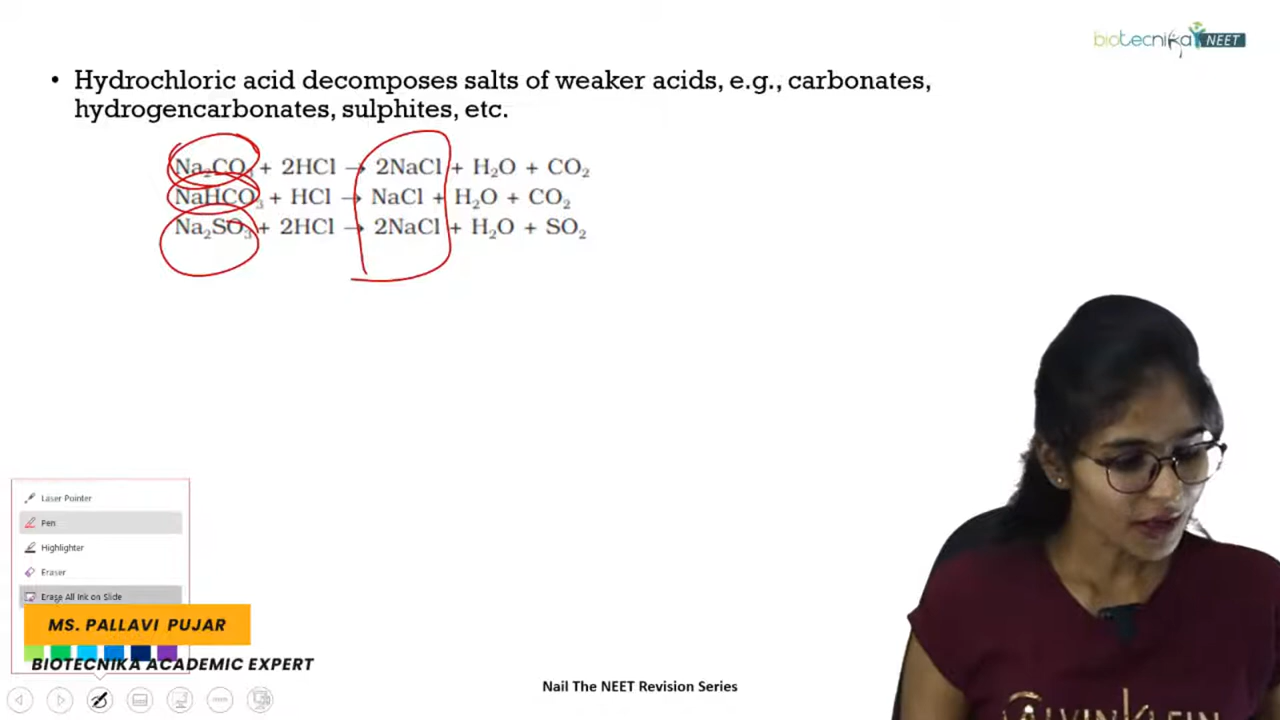 biotecnika NEET
• Hydrochloric acid decomposes salts of weaker acids, e.g., carbonates,
hydrogencarbonates, sulphites, etc.
Na₂CO₃ + 2HCl → 2NaCl + H₂O + CO₂
NaHCO₃ + HCl → NaCl + H₂O + CO₂
Na₂SO₃ + 2HCl → 2NaCl + H₂O + SO₂
Laser Pointer
Pen
Highlighter
Eraser
Erase All Ink on Slide
MS. PALLAVI PUJAR
BIOTECNIKA ACADEMIC EXPERT
Nail The NEET Revision Series
CALVIN KLEIN